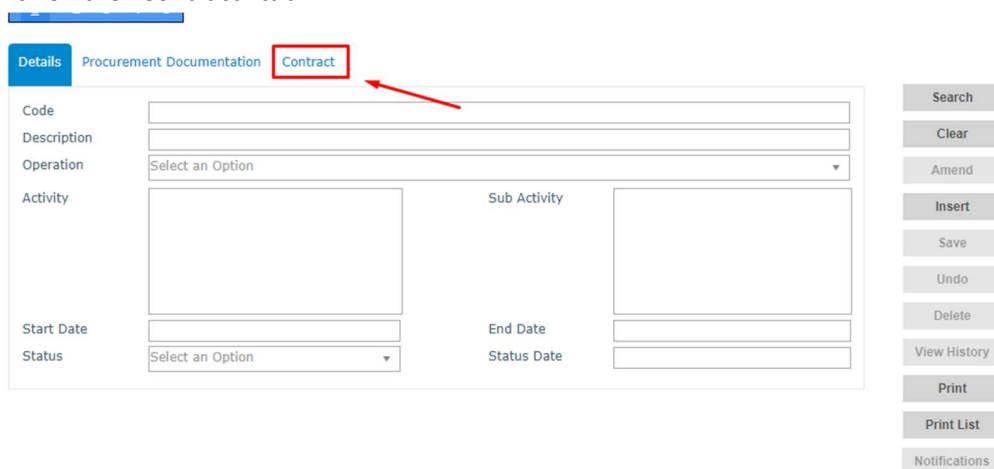 Details Procurement Documentation Contract
Code
Description
Operation Select an Option
Activity Sub Activity
Start Date End Date
Status Select an Option Status Date
Search
Clear
Amend
Insert
Save
Undo
Delete
View History
Print
Print List
Notifications